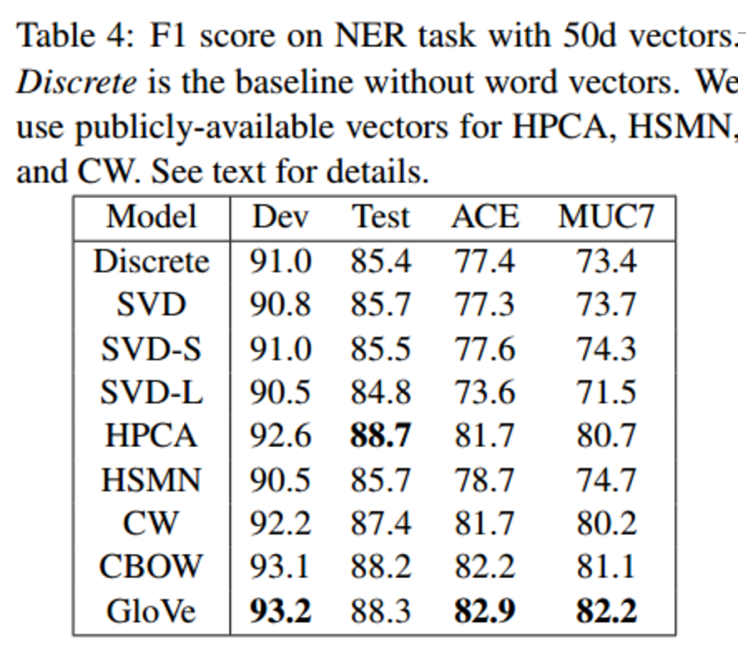 Table 4: F1 score on NER task with 50d vectors.
Discrete is the baseline without word vectors. We
use publicly-available vectors for HPCA, HSMN,
and CW. See text for details.
Model Dev Test ACE MUC7
Discrete 91.0 85.4 77.4 73.4
SVD 90.8 85.7 77.3 73.7
SVD-S 91.0 85.5 77.6 74.3
SVD-L 90.5 84.8 73.6 71.5
HPCA 92.6 88.7 81.7 80.7
HSMN 90.5 85.7 78.7 74.7
CW 92.2 87.4 81.7 80.2
CBOW 93.1 88.2 82.2 81.1
GloVe 93.2 88.3 82.9 82.2